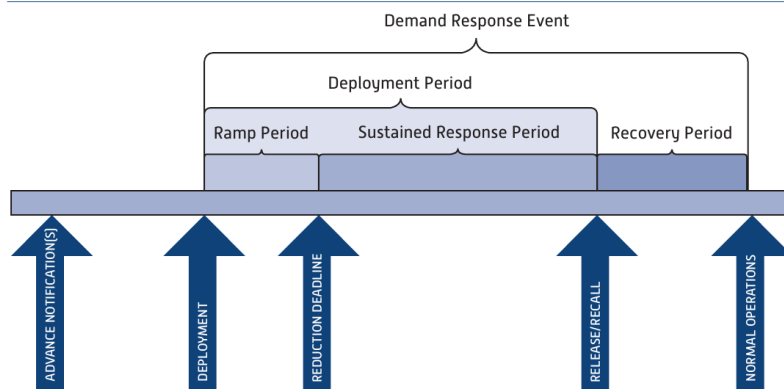 Demand Response Event
Deployment Period
Ramp Period
Sustained Response Period
Recovery Period
ADVANCE NOTIFICATION(S)
DEPLOYMENT
REDUCTION DEADLINE
RELEASE/RECALL
NORMAL OPERATIONS